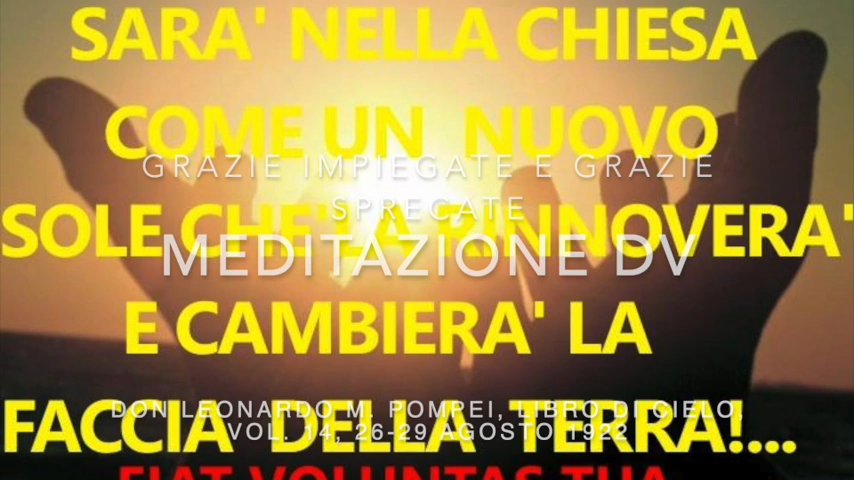 SARA' NELLA CHIESA
COME UN NUOVO
GRAZIE IMPIEGATE E GRAZIE
SPRECATE
SOLE CHE' LA RINNOVERA'
MEDITAZIONE DV
E CAMBIERA' LA
DON LEONARDO M. POMPEI, LIBRO DI CIELO,
FACCIA DELLA TERRA!...
VOL. 14, 26-29 AGOSTO 1922
FIAT VOLUNTAS TUA